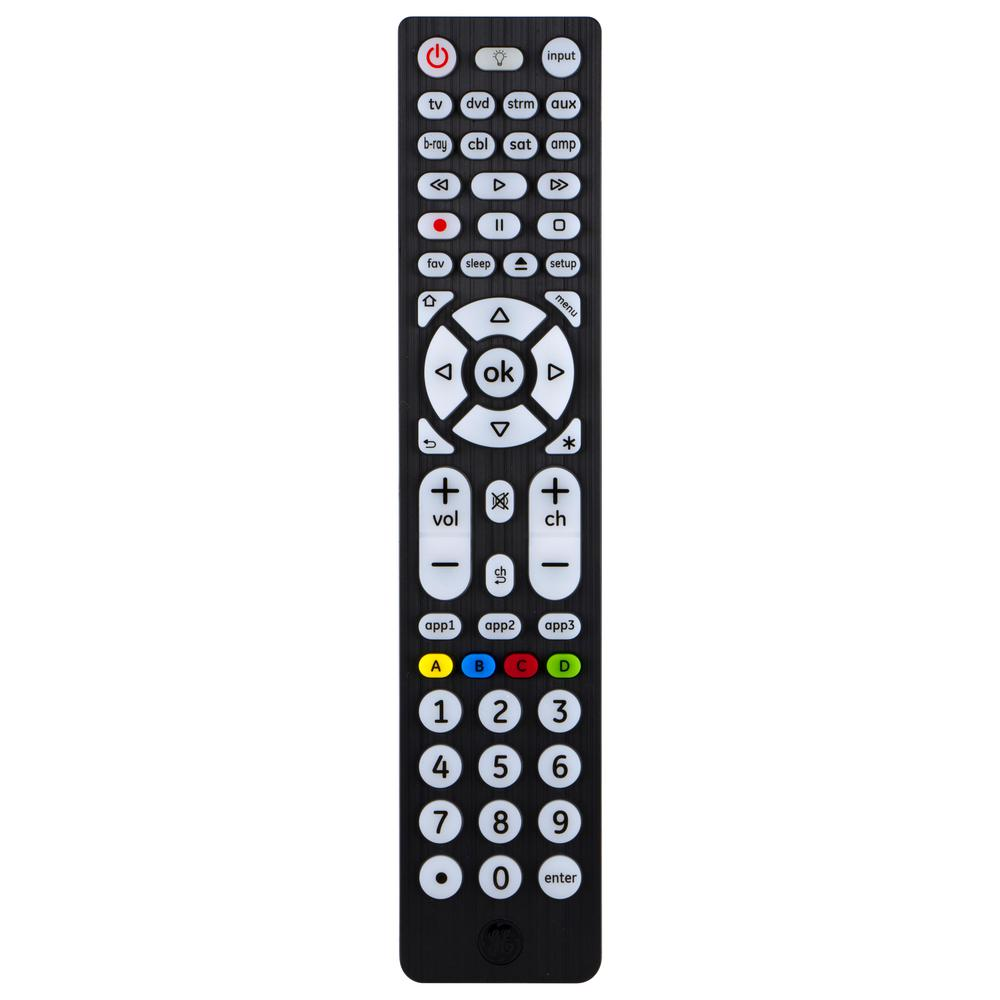 input
tv dvd strm aux
b-ray cbl sat amp
fav sleep setup
menu
ok
+ +
vol ch
− −
ch
app1 app2 app3
A B C D
1 2 3
4 5 6
7 8 9
• 0 enter